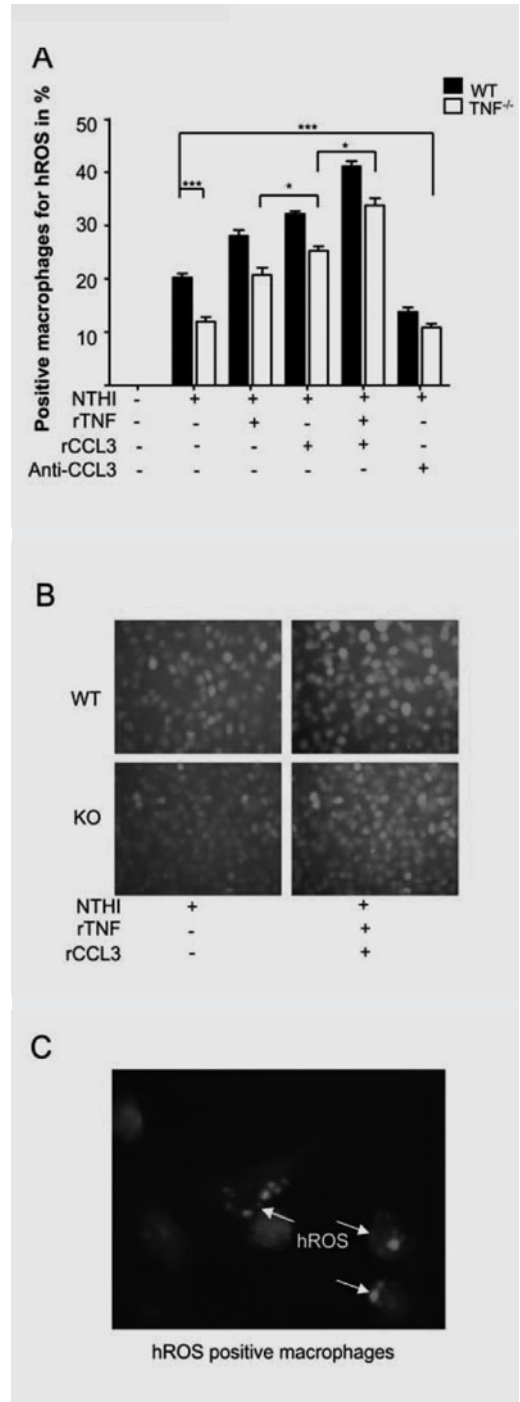 A
WT
TNF-/-
Positive macrophages for hROS in %
***
*
*
***
50
40
30
20
10
NTHI - + + + + +
rTNF - - + - + -
rCCL3 - - - + + -
Anti-CCL3 - - - - - +
B
WT
KO
NTHI + +
rTNF - +
rCCL3 - +
C
hROS
hROS positive macrophages